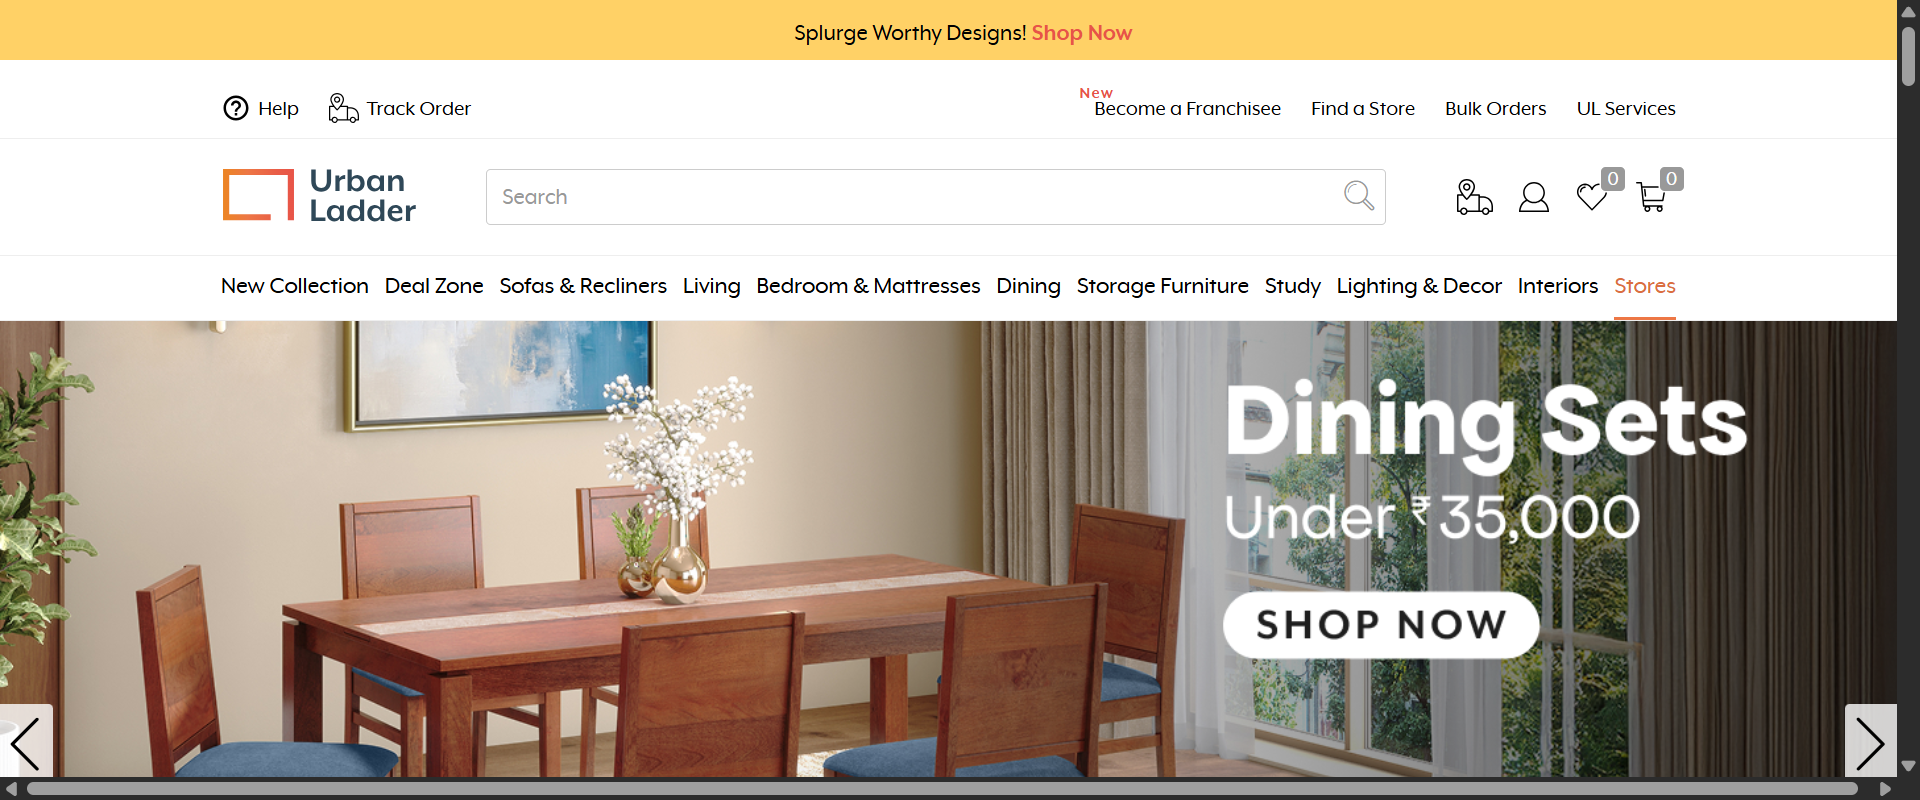 Splurge Worthy Designs! Shop Now
Help
Track Order
New
Become a Franchisee
Find a Store
Bulk Orders
UL Services
Urban
Ladder
Search
0
0
New Collection
Deal Zone
Sofas & Recliners
Living
Bedroom & Mattresses
Dining
Storage Furniture
Study
Lighting & Decor
Interiors
Stores
Dining Sets
Under ₹35,000
SHOP NOW